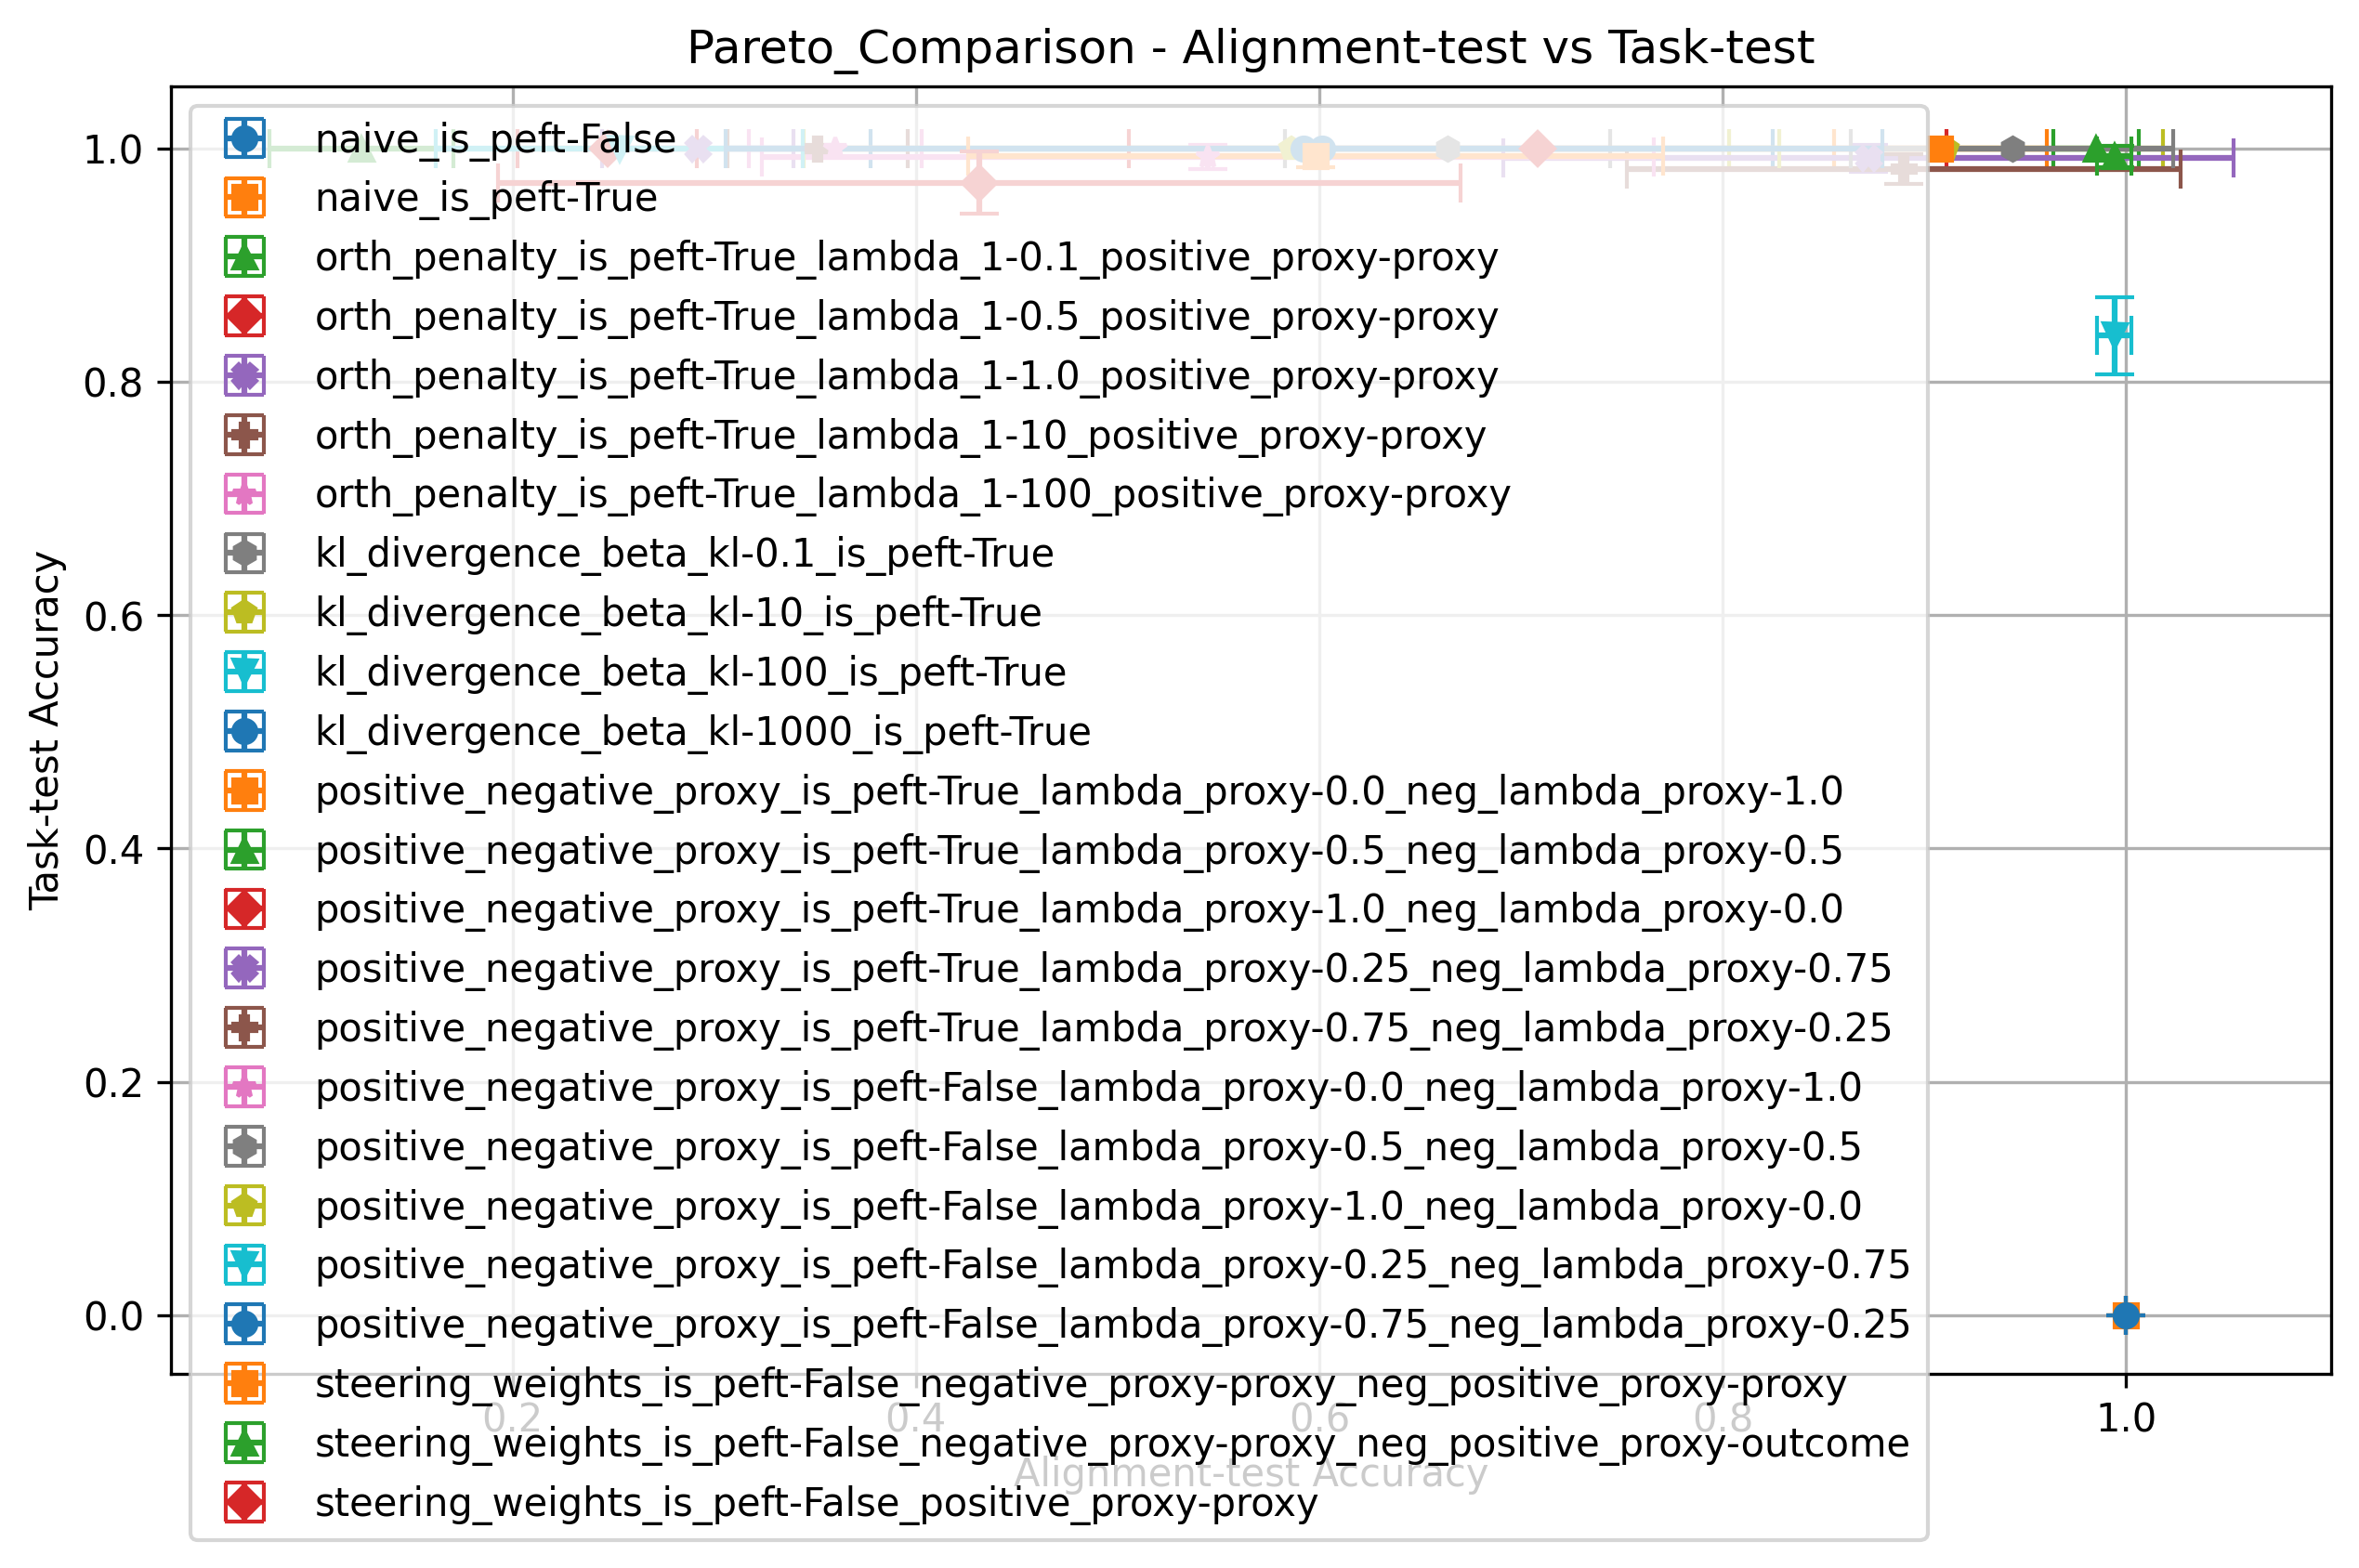 Pareto_Comparison - Alignment-test vs Task-test
1.0
0.8
0.6
0.4
0.2
0.0
Task-test Accuracy
naive_is_peft-False
naive_is_peft-True
orth_penalty_is_peft-True_lambda_1-0.1_positive_proxy-proxy
orth_penalty_is_peft-True_lambda_1-0.5_positive_proxy-proxy
orth_penalty_is_peft-True_lambda_1-1.0_positive_proxy-proxy
orth_penalty_is_peft-True_lambda_1-10_positive_proxy-proxy
orth_penalty_is_peft-True_lambda_1-100_positive_proxy-proxy
kl_divergence_beta_kl-0.1_is_peft-True
kl_divergence_beta_kl-10_is_peft-True
kl_divergence_beta_kl-100_is_peft-True
kl_divergence_beta_kl-1000_is_peft-True
positive_negative_proxy_is_peft-True_lambda_proxy-0.0_neg_lambda_proxy-1.0
positive_negative_proxy_is_peft-True_lambda_proxy-0.5_neg_lambda_proxy-0.5
positive_negative_proxy_is_peft-True_lambda_proxy-1.0_neg_lambda_proxy-0.0
positive_negative_proxy_is_peft-True_lambda_proxy-0.25_neg_lambda_proxy-0.75
positive_negative_proxy_is_peft-True_lambda_proxy-0.75_neg_lambda_proxy-0.25
positive_negative_proxy_is_peft-False_lambda_proxy-0.0_neg_lambda_proxy-1.0
positive_negative_proxy_is_peft-False_lambda_proxy-0.5_neg_lambda_proxy-0.5
positive_negative_proxy_is_peft-False_lambda_proxy-1.0_neg_lambda_proxy-0.0
positive_negative_proxy_is_peft-False_lambda_proxy-0.25_neg_lambda_proxy-0.75
positive_negative_proxy_is_peft-False_lambda_proxy-0.75_neg_lambda_proxy-0.25
steering_weights_is_peft-False_negative_proxy-proxy_neg_positive_proxy-proxy
steering_weights_is_peft-False_negative_proxy-proxy_neg_positive_proxy-outcome
steering_weights_is_peft-False_positive_proxy-proxy
0.2 0.4 0.6 0.8 1.0
Alignment-test Accuracy